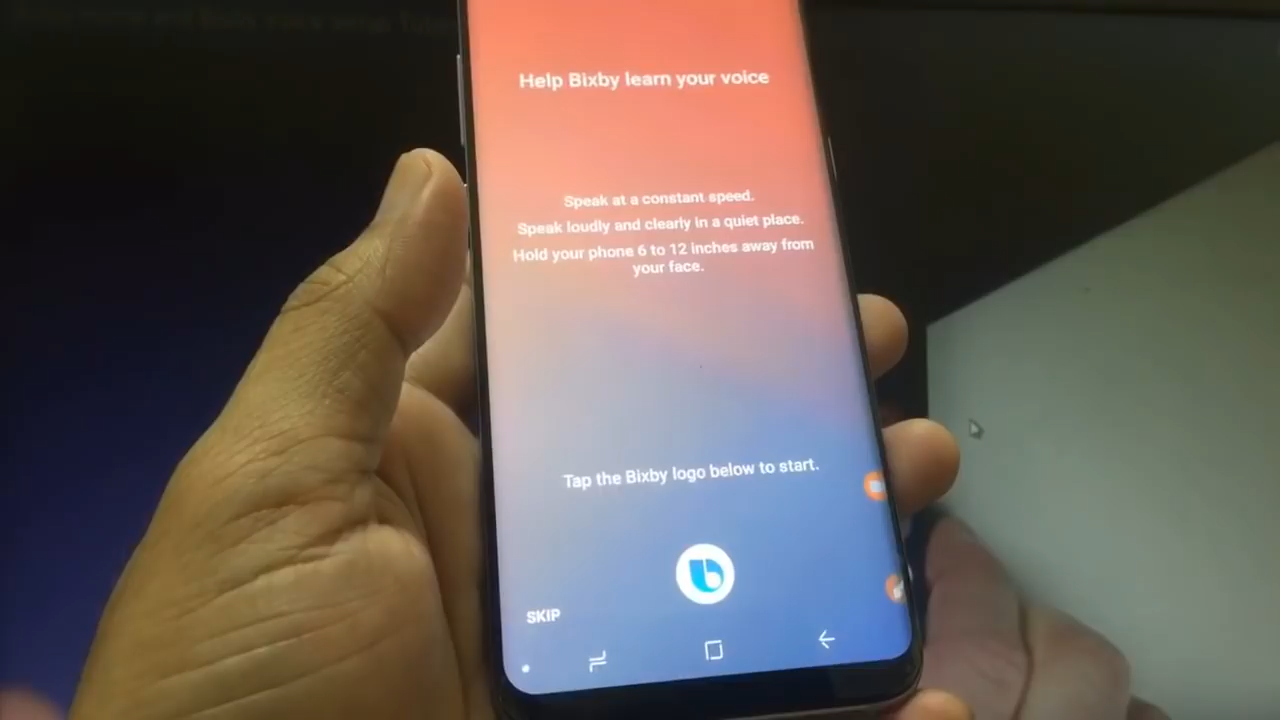 Help Bixby learn your voice
Speak at a constant speed.
Speak loudly and clearly in a quiet place.
Hold your phone 6 to 12 inches away from
your face.
Tap the Bixby logo below to start.
SKIP